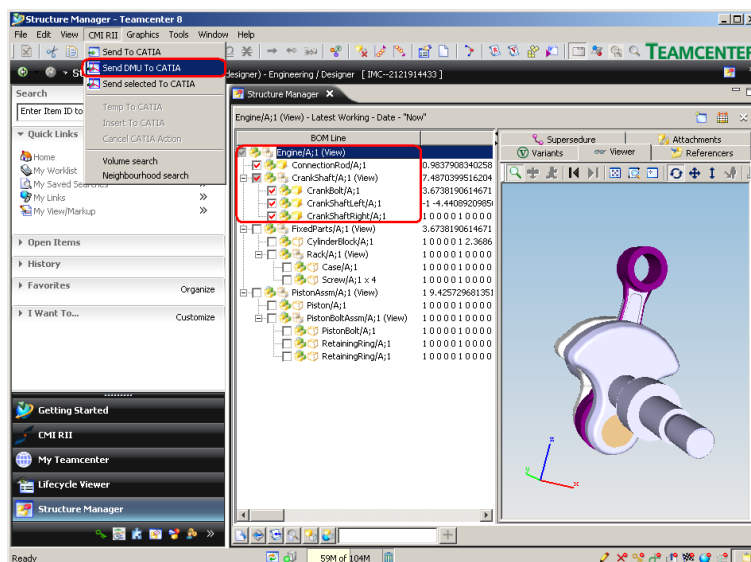 Structure Manager - Teamcenter 8
File Edit View CMI RII Graphics Tools Window Help
Send To CATIA
TEAMCENTER
Send DMU To CATIA
designer) - Engineering / Designer [ IMC--2121914433 ]
Send selected To CATIA
Search
Structure Manager
Enter Item ID to
Temp To CATIA
Insert To CATIA
Cancel CATIA Action
Engine/A;1 (View) - Latest Working - Date - "Now"
Quick Links
BOM Line
Supersedure
Attachments
Variants
Viewer
Referencers
Home
My Worklist
My Saved Searches
My Links
My View/Markup
Volume search
Neighbourhood search
Engine/A;1 (View)
ConnectionRod/A;1 0.9837908340258
CrankShaft/A;1 (View) 7.4870399516204
CrankBolt/A;1 3.6738190614671
CrankShaftLeft/A;1 -1 -4.4408920985
CrankShaftRight/A;1 1 0 0 0 0 1 0 0 0 0
FixedParts/A;1 (View) 3.6738190614671
CylinderBlock/A;1 1 0 0 0 0 1 2.3686
Rack/A;1 (View) 1 0 0 0 0 1 0 0 0 0
Case/A;1 1 0 0 0 0 1 0 0 0 0
Screw/A;1 x 4 1 0 0 0 0 1 0 0 0 0
PistonAssm/A;1 (View) 1 9.425729681351
Piston/A;1 1 0 0 0 0 1 0 0 0 0
PistonBoltAssm/A;1 (View) 1 0 0 0 0 1 0 0 0 0
PistonBolt/A;1 1 0 0 0 0 1 0 0 0 0
RetainingRing/A;1 1 0 0 0 0 1 0 0 0 0
RetainingRing/A;1 1 0 0 0 0 1 0 0 0 0
Open Items
History
Favorites Organize
I Want To... Customize
Getting Started
CMI RII
My Teamcenter
Lifecycle Viewer
Structure Manager
z
y
x
Ready
59M of 104M